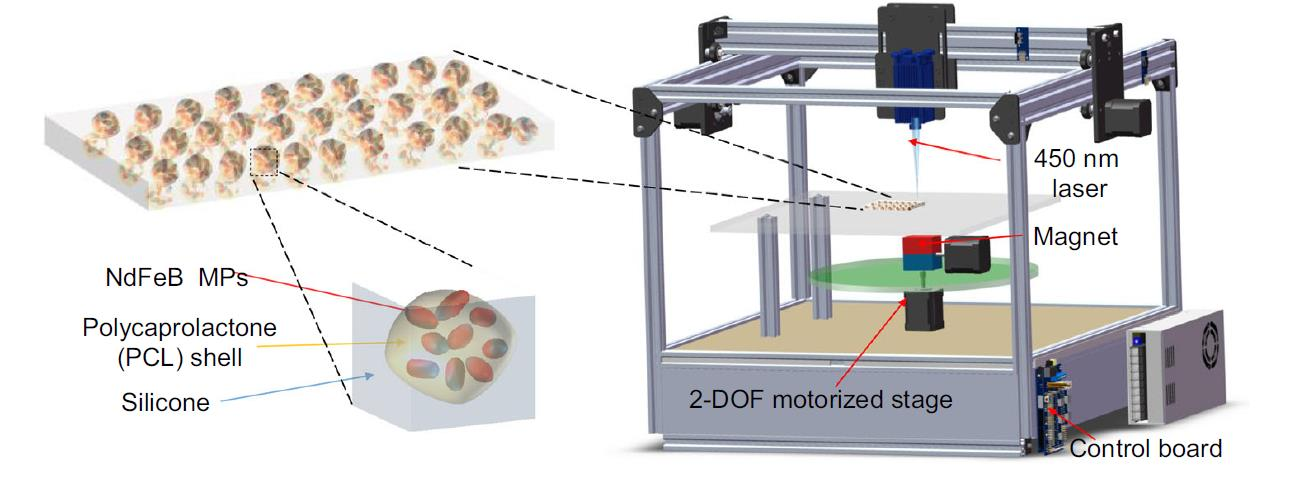 NdFeB MPs
Polycaprolactone
(PCL) shell
Silicone
450 nm
laser
Magnet
2-DOF motorized stage
Control board